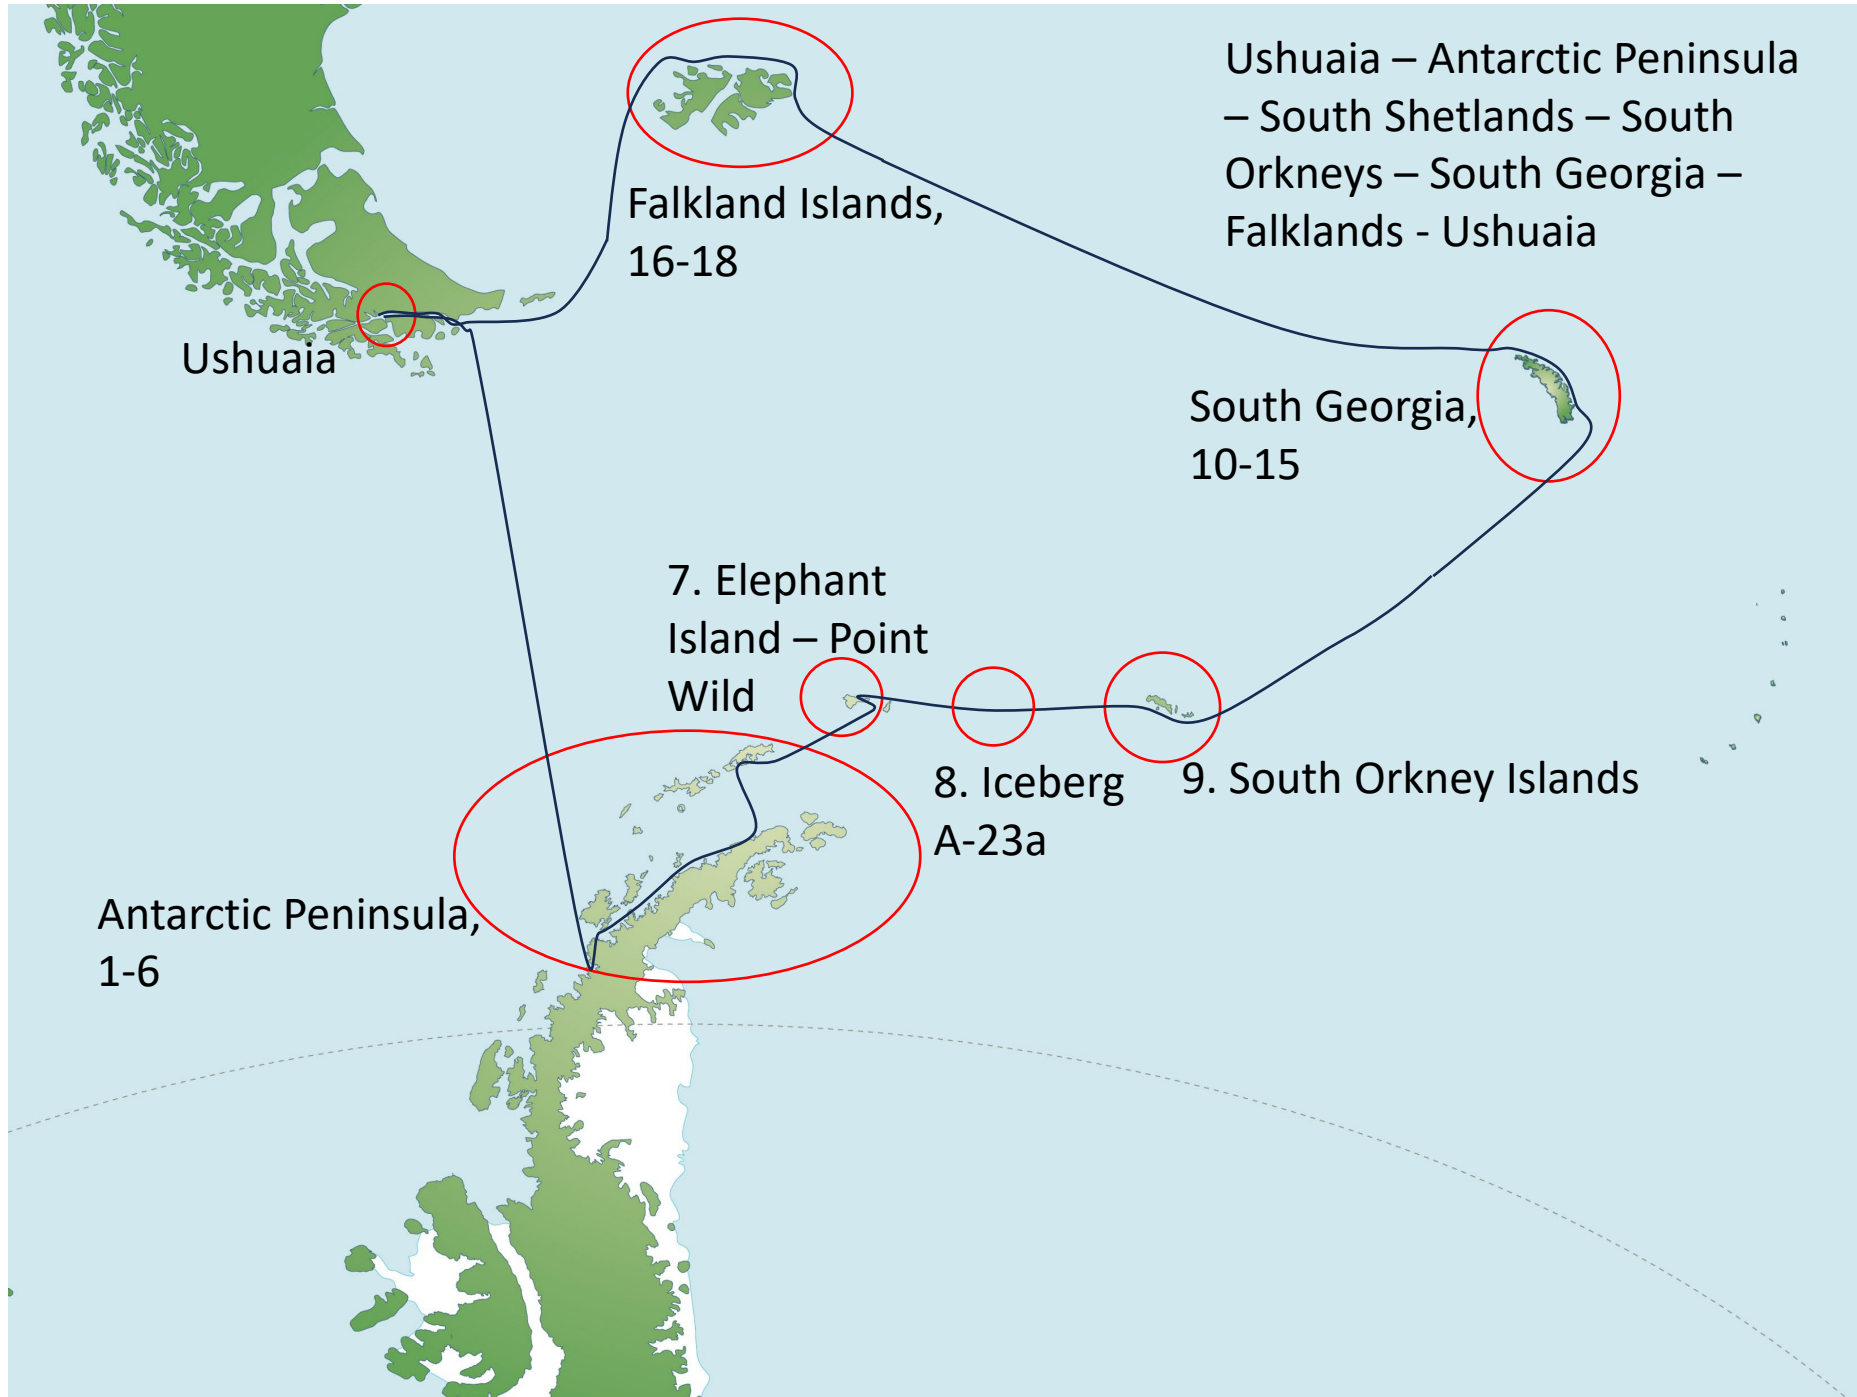 Ushuaia – Antarctic Peninsula
– South Shetlands – South
Orkneys – South Georgia –
Falklands - Ushuaia
Falkland Islands,
16-18
Ushuaia
South Georgia,
10-15
7. Elephant
Island – Point
Wild
8. Iceberg
A-23a
9. South Orkney Islands
Antarctic Peninsula,
1-6